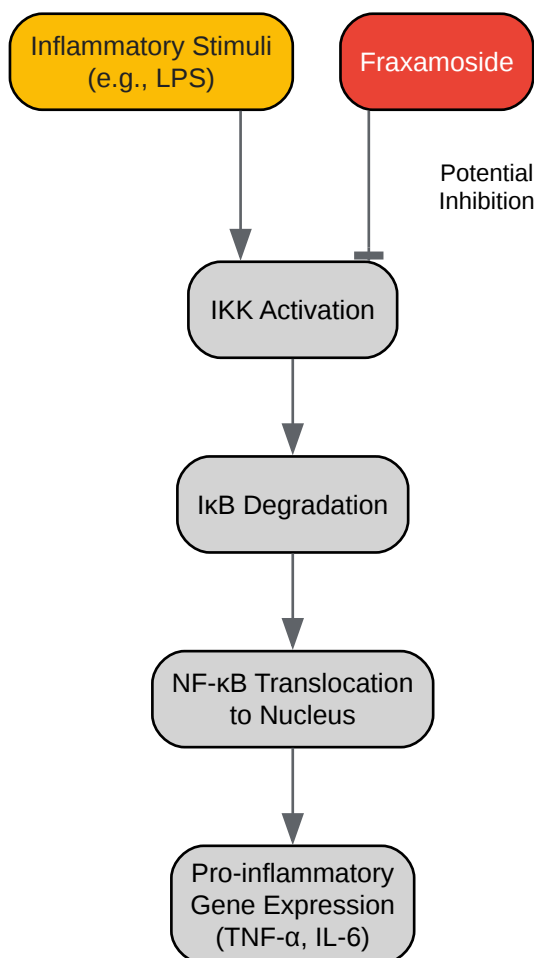 Inflammatory Stimuli
(e.g., LPS)
Fraxamoside
Potential
Inhibition
IKK Activation
IκB Degradation
NF-κB Translocation
to Nucleus
Pro-inflammatory
Gene Expression
(TNF-α, IL-6)